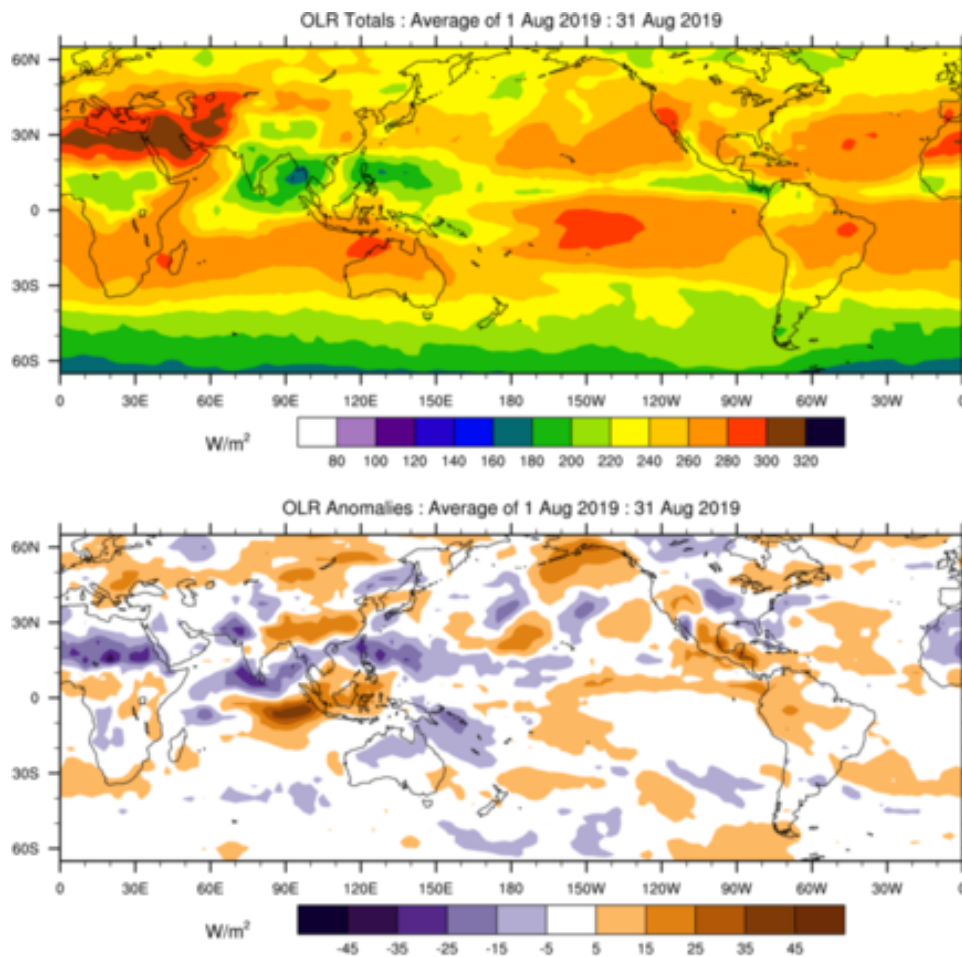 OLR Totals : Average of 1 Aug 2019 : 31 Aug 2019
60N
30N
0
30S
60S
0 30E 60E 90E 120E 150E 180 150W 120W 90W 60W 30W 0
W/m²
80 100 120 140 160 180 200 220 240 260 280 300 320
OLR Anomalies : Average of 1 Aug 2019 : 31 Aug 2019
60N
30N
0
30S
60S
0 30E 60E 90E 120E 150E 180 150W 120W 90W 60W 30W 0
W/m²
-45 -35 -25 -15 -5 5 15 25 35 45